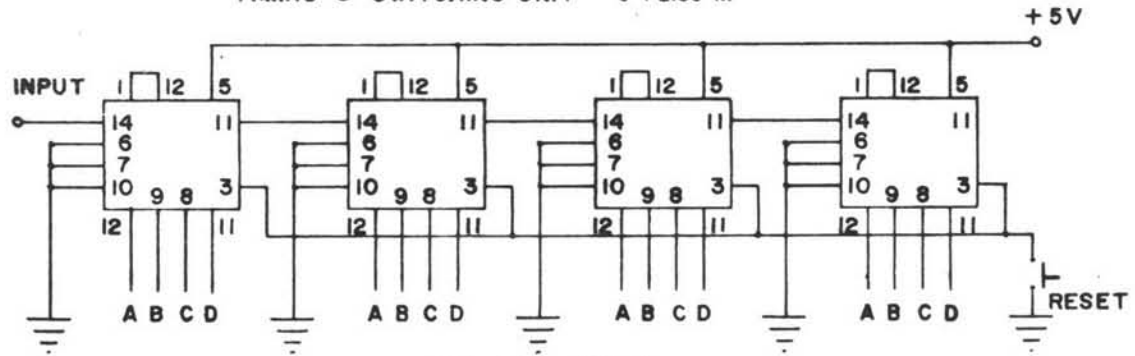 + 5V
INPUT
1 12 5 1 12 5 1 12 5 1 12 5
14 11 14 11 14 11 14 11
6 6 6 6
7 7 7 7
10 9 8 3 10 9 8 3 10 9 8 3 10 9 8 3
12 11 12 11 12 11 12 11
A B C D A B C D A B C D A B C D
RESET